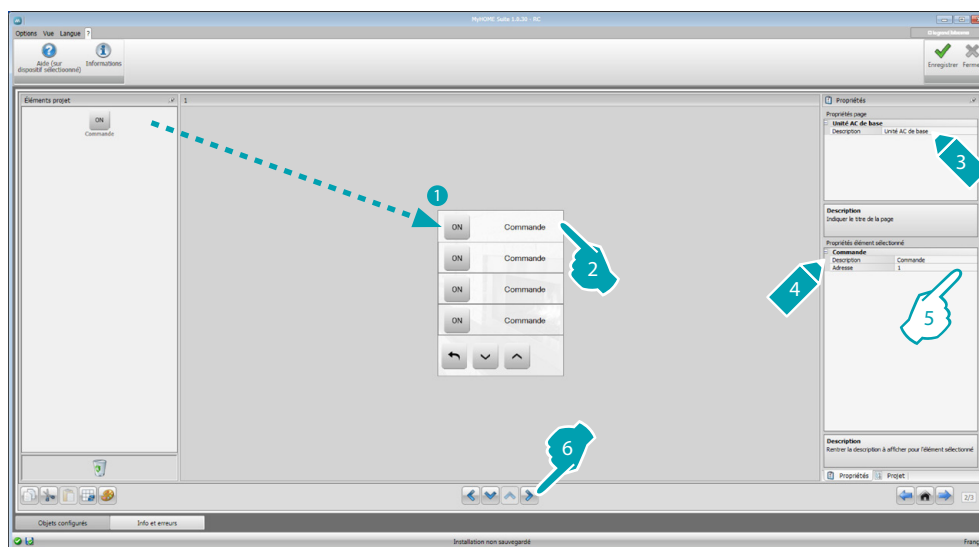 MyHOME Suite 1.0.30 - RC
Options Vue Langue ?
Aide (sur
dispositif sélectionné)
Informations
Enregistrer
Ferme
Éléments projet
1
ON
Commande
Propriétés
Propriétés page
Unité AC de base
Description Unité AC de base
3
Description
Indiquer le titre de la page
1
ON Commande
2
ON Commande
ON Commande
ON Commande
Propriétés élément sélectionné
Commande
Description Commande
Adresse 1
4
5
6
Description
Rentrer la description à afficher pour l'élément sélectionné
Propriétés Projet
2/3
Objets configurés Info et erreurs
Installation non sauvegardé
Franç